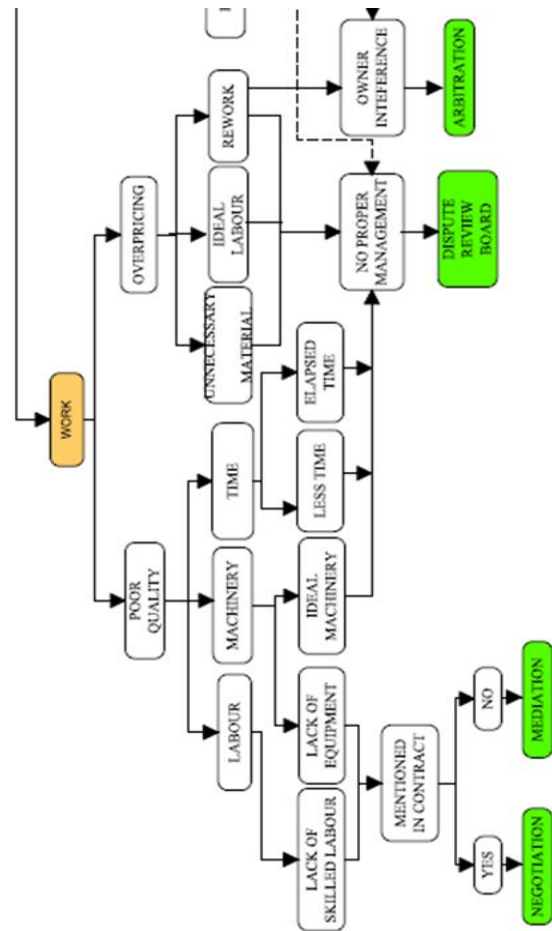 WORK
OVERPRICING
POOR
QUALITY
REWORK
IDEAL
LABOUR
UNNECESSARY
MATERIAL
TIME
MACHINERY
LABOUR
OWNER
INTEFERENCE
NO PROPER
MANAGEMENT
ELAPSED
TIME
LESS TIME
IDEAL
MACHINERY
LACK OF
EQUIPMENT
LACK OF
SKILLED LABOUR
ARBITRATION
DISPUTE
REVIEW
BOARD
MENTIONED
IN CONTRACT
NO
YES
MEDIATION
NEGOTIATION